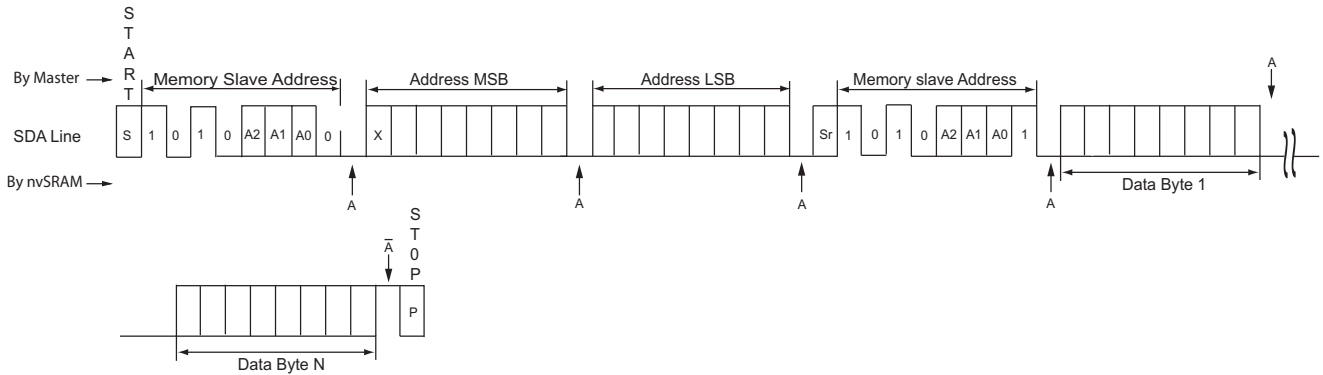 START
By Master
Memory Slave Address
Address MSB
Address LSB
Memory slave Address
A
SDA Line
S 1 0 1 0 A2 A1 A0 0 X Sr 1 0 1 0 A2 A1 A0 1
By nvSRAM
A A A A
Data Byte 1
A̅
ST0P
P
Data Byte N